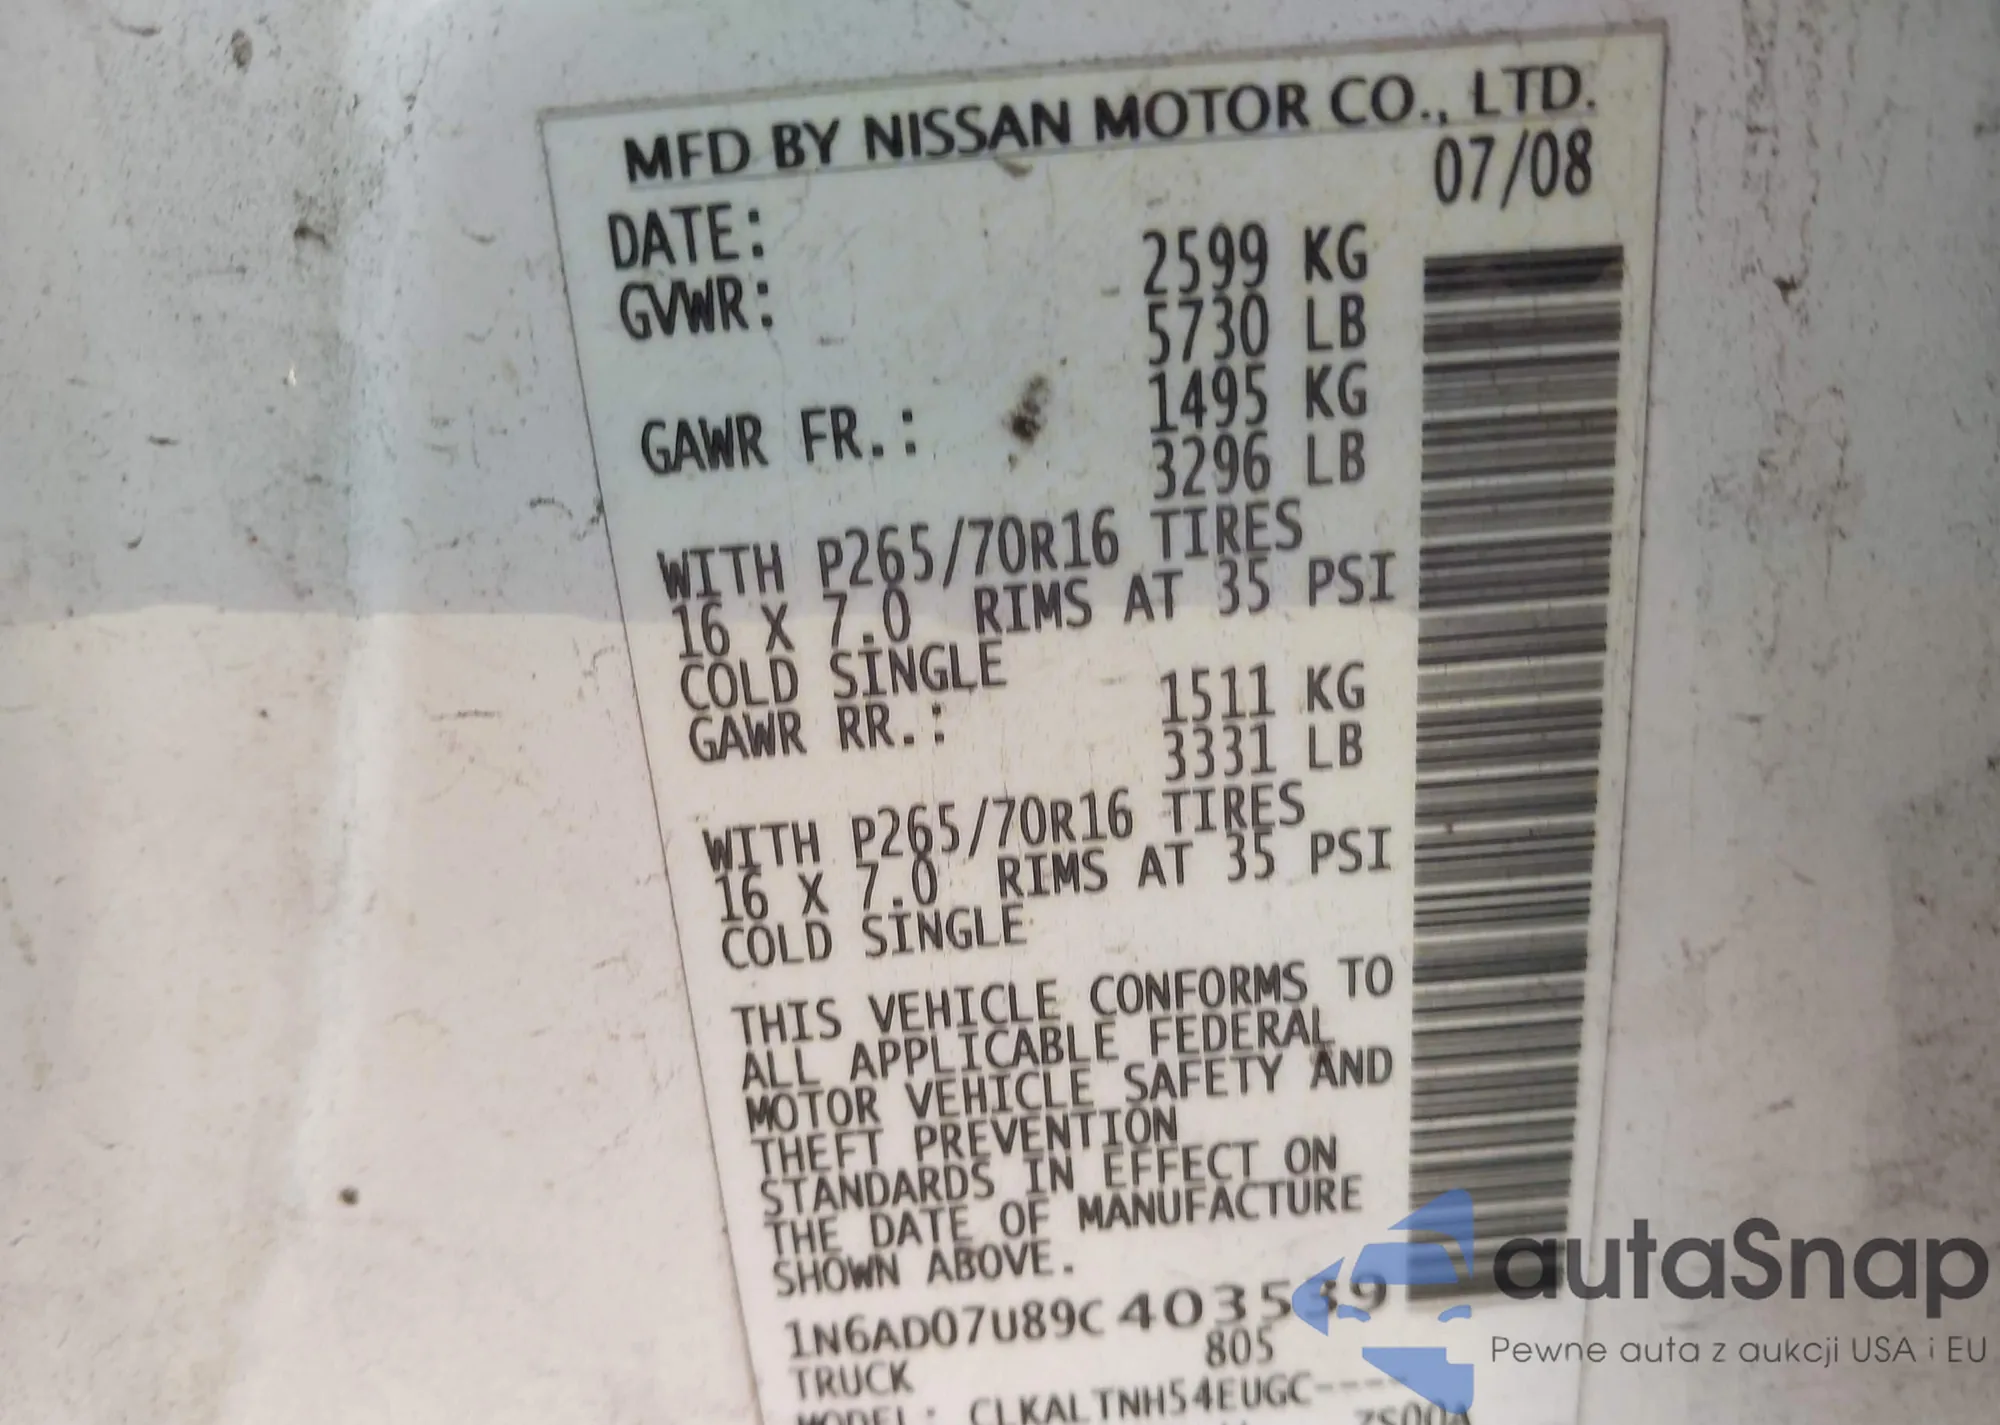 MFD BY NISSAN MOTOR CO., LTD.
DATE: 07/08
GVWR: 2599 KG
5730 LB
GAWR FR.: 1495 KG
3296 LB
WITH P265/70R16 TIRES
16 X 7.0 RIMS AT 35 PSI
COLD SINGLE
GAWR RR.: 1511 KG
3331 LB
WITH P265/70R16 TIRES
16 X 7.0 RIMS AT 35 PSI
COLD SINGLE
THIS VEHICLE CONFORMS TO
ALL APPLICABLE FEDERAL
MOTOR VEHICLE SAFETY AND
THEFT PREVENTION
STANDARDS IN EFFECT ON
THE DATE OF MANUFACTURE
SHOWN ABOVE.
1N6AD07U89C
805
TRUCK
MODEL: CLKALTNH54EUGC----
autaSnap
Pewne auta z aukcji USA i EU